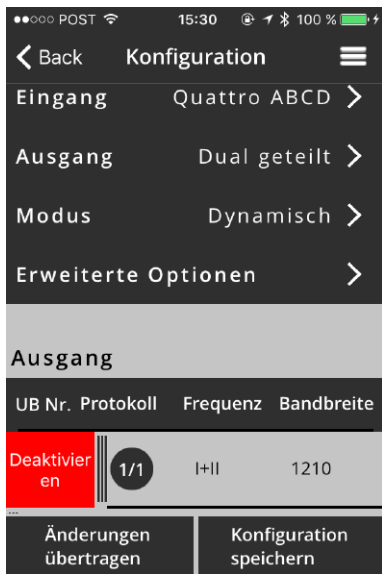 POST 15:30 100 %
Back Konfiguration
Eingang Quattro ABCD
Ausgang Dual geteilt
Modus Dynamisch
Erweiterte Optionen
Ausgang
UB Nr. Protokoll Frequenz Bandbreite
Deaktivier
en
1/1 I+II 1210
...
Änderungen
übertragen
Konfiguration
speichern